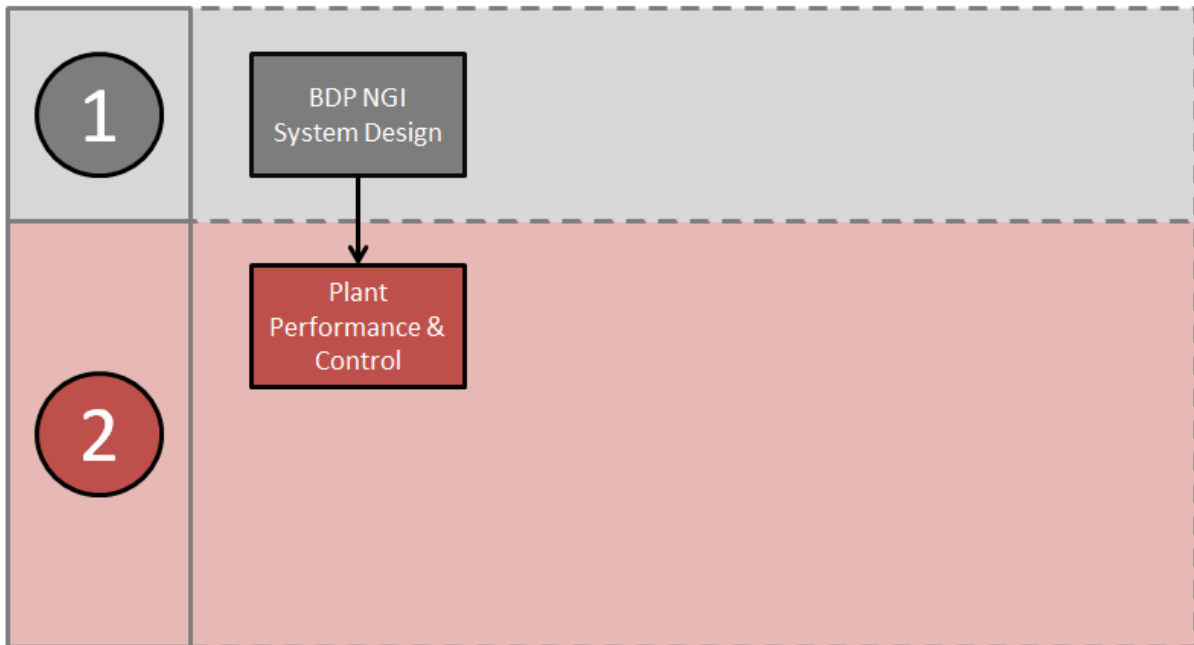 1
BDP NGI
System Design
2
Plant
Performance &
Control